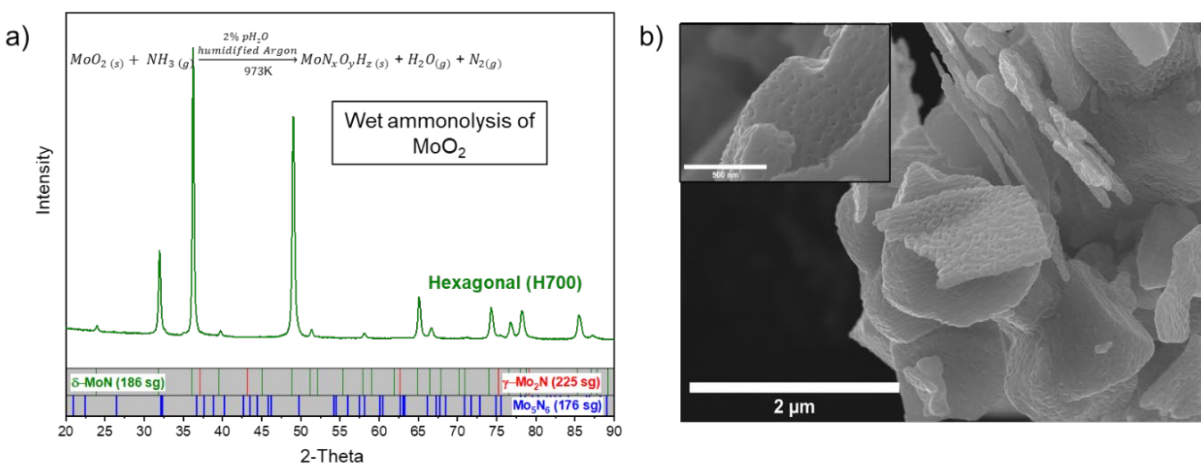 a)
2% pH₂O
humidified Argon
MoO₂ (s) + NH₃ (g) → MoNₓOᵧH_z (s) + H₂O(g) + N₂(g)
973K
Wet ammonolysis of
MoO₂
Intensity
Hexagonal (H700)
δ–MoN (186 sg)
γ–Mo₂N (225 sg)
Mo₅N₆ (176 sg)
20 25 30 35 40 45 50 55 60 65 70 75 80 85 90
2-Theta
b)
500 nm
2 µm